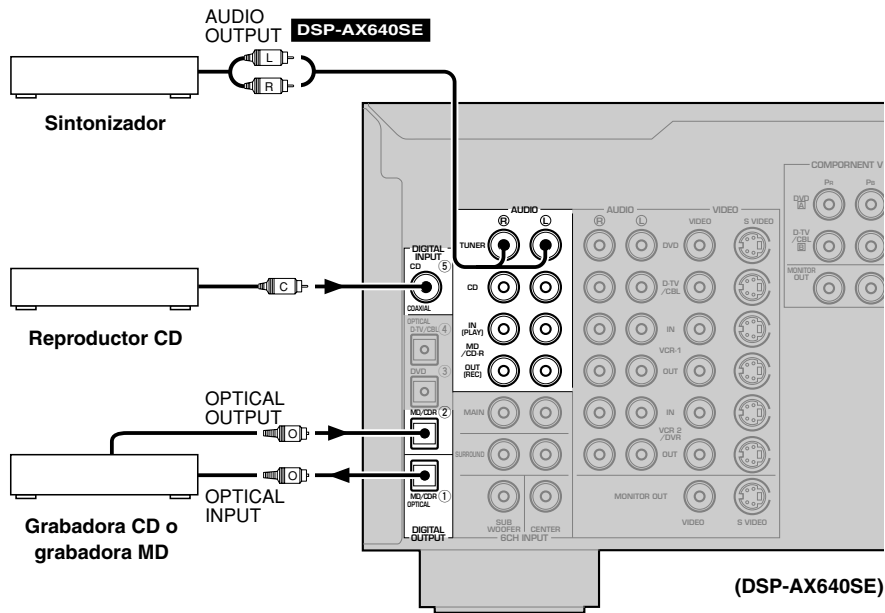 AUDIO
OUTPUT
DSP-AX640SE
L
R
Sintonizador
COMPORNENT V
PR
PB
DVD
A
D-TV
/CBL
B
MONITOR
OUT
AUDIO
R
L
AUDIO
R
L
VIDEO
VIDEO
S VIDEO
DIGITAL
INPUT
CD
5
COAXIAL
TUNER
DVD
C
Reproductor CD
CD
D-TV
/CBL
OPTICAL
D-TV/CBL
4
IN
(PLAY)
MD
/CD-R
OUT
(REC)
IN
VCR-1
OUT
DVD
3
OPTICAL
OUTPUT
O
MD/CDR
2
MAIN
IN
VCR 2
/DVR
OUT
SURROUND
O
OPTICAL
INPUT
MD/CDR
1
OPTICAL
DIGITAL
OUTPUT
Grabadora CD o
grabadora MD
SUB
WOOFER
CENTER
6CH INPUT
MONITOR OUT
VIDEO
S VIDEO
(DSP-AX640SE)